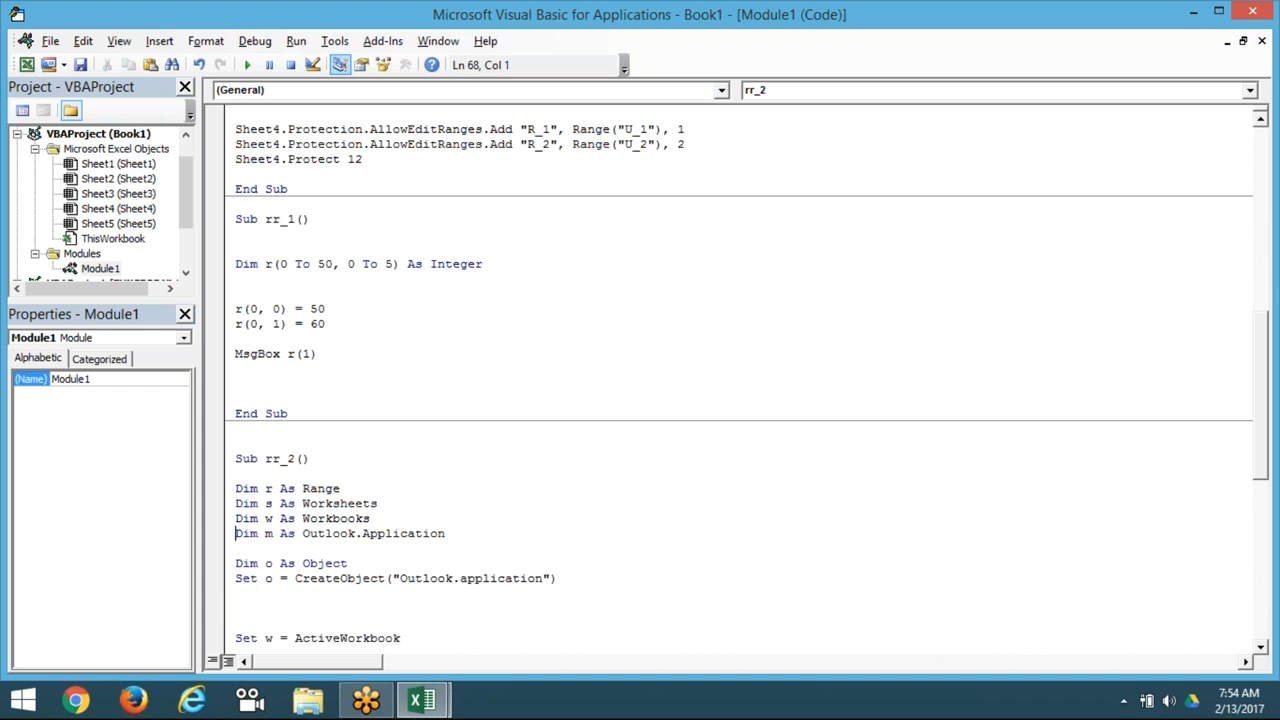 Microsoft Visual Basic for Applications - Book1 - [Module1 (Code)]
File Edit View Insert Format Debug Run Tools Add-Ins Window Help
Ln 68, Col 1
Project - VBAProject
(General)
rr_2
VBAProject (Book1)
Microsoft Excel Objects
Sheet1 (Sheet1)
Sheet2 (Sheet2)
Sheet3 (Sheet3)
Sheet4 (Sheet4)
Sheet5 (Sheet5)
ThisWorkbook
Modules
Module1
Properties - Module1
Module1 Module
Alphabetic Categorized
(Name) Module1
Sheet4.Protection.AllowEditRanges.Add "R_1", Range("U_1"), 1
Sheet4.Protection.AllowEditRanges.Add "R_2", Range("U_2"), 2
Sheet4.Protect 12
End Sub
Sub rr_1()
Dim r(0 To 50, 0 To 5) As Integer
r(0, 0) = 50
r(0, 1) = 60
MsgBox r(1)
End Sub
Sub rr_2()
Dim r As Range
Dim s As Worksheets
Dim w As Workbooks
Dim m As Outlook.Application
Dim o As Object
Set o = CreateObject("Outlook.application")
Set w = ActiveWorkbook
7:54 AM
2/13/2017